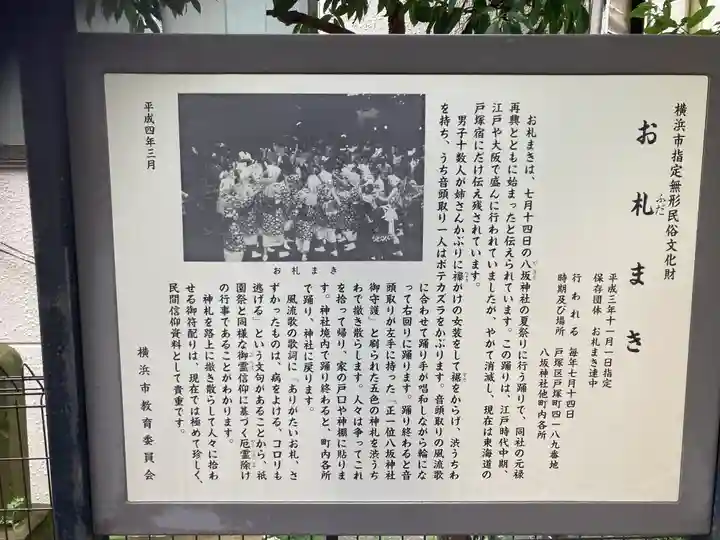 横浜市指定無形民俗文化財
お札まき
ふだ
平成三年十一月一日指定
保存団体 お札まき連中
行われる 毎年七月十四日
時期及び場所 戸塚区戸塚町四一八九番地
八坂神社他町内各所
お札まきは、七月十四日の八坂神社の夏祭りに行う踊りで、同社の元禄
再興とともに始まったと伝えられています。この踊りは、江戸時代中期、
江戸や大阪で盛んに行われていましたが、やがて消滅し、現在は東海道の
戸塚宿にだけ伝え残されています。
男子十数人が姉さんかぶりに襷がけの女装をして裾をからげ、渋うちわ
を持ち、うち音頭取り一人はボテカズラをかぶります。音頭取りの風流歌
に合わせて踊り手が唱和しながら輪にな
って右回りに踊ります。踊り終わると音
頭取りが左手に持った「正一位八坂神社
御守護」と刷られた五色の神札を渋うち
わで撒き散らします。人々は争ってこれ
を拾って帰り、家の戸口や神棚に貼りま
す。神社境内で踊り終わると、町内各所
で踊り、神社に戻ります。
風流歌の歌詞に「ありがたいお札、さ
ずかったものは、病をよける、コロリも
逃げる」という文句があることから、祇
園祭と同様な御霊信仰に基づく厄霊除け
の行事であることがわかります。
神札を路上に撒き散らして人々に拾わ
せる御符配りは、現在では極めて珍しく、
民間信仰資料として貴重です。
お札まき
平成四年三月
横浜市教育委員会